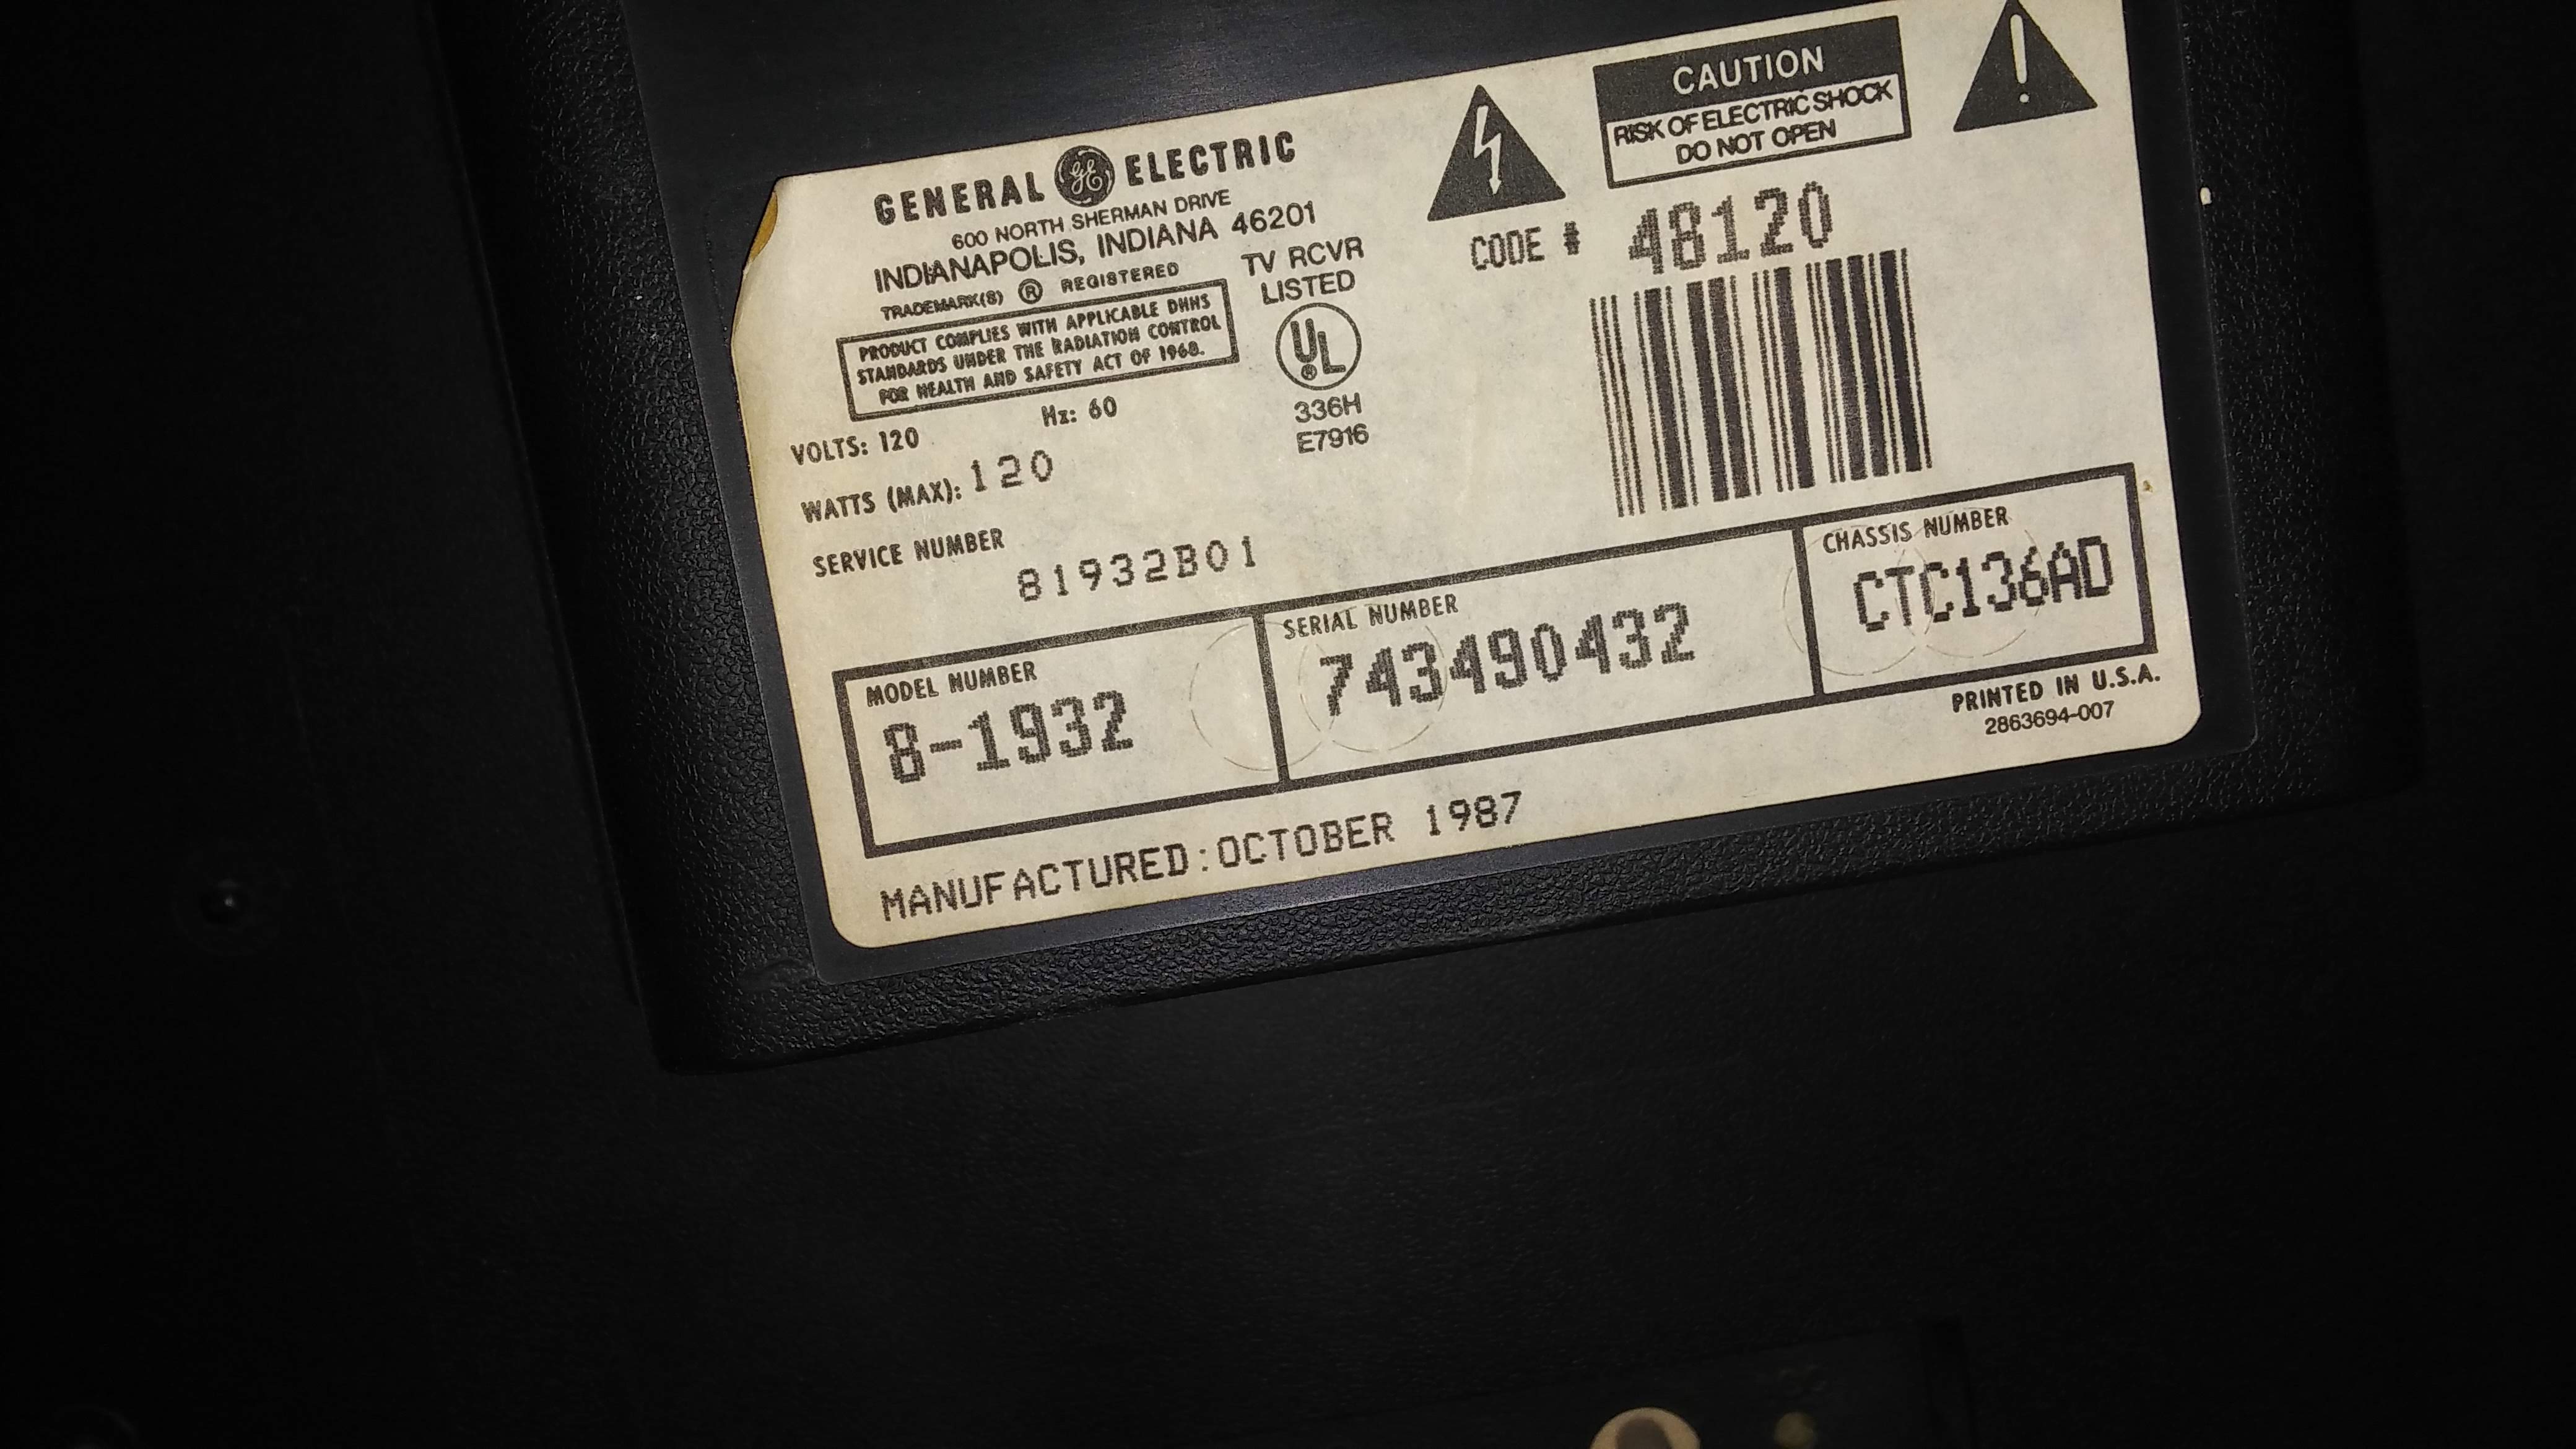 GENERAL GE ELECTRIC
600 NORTH SHERMAN DRIVE
INDIANAPOLIS, INDIANA 46201
TRADEMARK(S) ® REGISTERED
PRODUCT COMPLIES WITH APPLICABLE DHHS
STANDARDS UNDER THE RADIATION CONTROL
FOR HEALTH AND SAFETY ACT OF 1968.
VOLTS: 120 Hz: 60
WATTS (MAX): 120
SERVICE NUMBER
81932B01
TV RCVR
LISTED
UL ®
336H
E7916
CAUTION
RISK OF ELECTRIC SHOCK
DO NOT OPEN
CODE # 48120
MODEL NUMBER
8-1932
SERIAL NUMBER
743490432
CHASSIS NUMBER
CTC136AD
PRINTED IN U.S.A.
2863694-007
MANUFACTURED:OCTOBER 1987